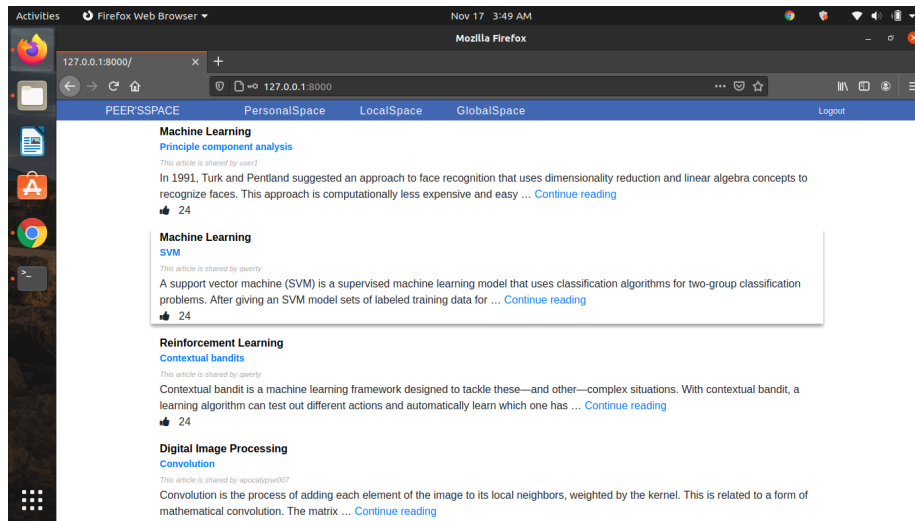 Activities Firefox Web Browser Nov 17 3:49 AM
Mozilla Firefox
127.0.0.1:8000/
127.0.0.1:8000
PEER'SSPACE PersonalSpace LocalSpace GlobalSpace Logout
Machine Learning
Principle component analysis
This article is shared by user1
In 1991, Turk and Pentland suggested an approach to face recognition that uses dimensionality reduction and linear algebra concepts to
recognize faces. This approach is computationally less expensive and easy … Continue reading
24
Machine Learning
SVM
This article is shared by qwerty
A support vector machine (SVM) is a supervised machine learning model that uses classification algorithms for two-group classification
problems. After giving an SVM model sets of labeled training data for … Continue reading
24
Reinforcement Learning
Contextual bandits
This article is shared by qwerty
Contextual bandit is a machine learning framework designed to tackle these—and other—complex situations. With contextual bandit, a
learning algorithm can test out different actions and automatically learn which one has … Continue reading
24
Digital Image Processing
Convolution
This article is shared by apocalypse007
Convolution is the process of adding each element of the image to its local neighbors, weighted by the kernel. This is related to a form of
mathematical convolution. The matrix … Continue reading